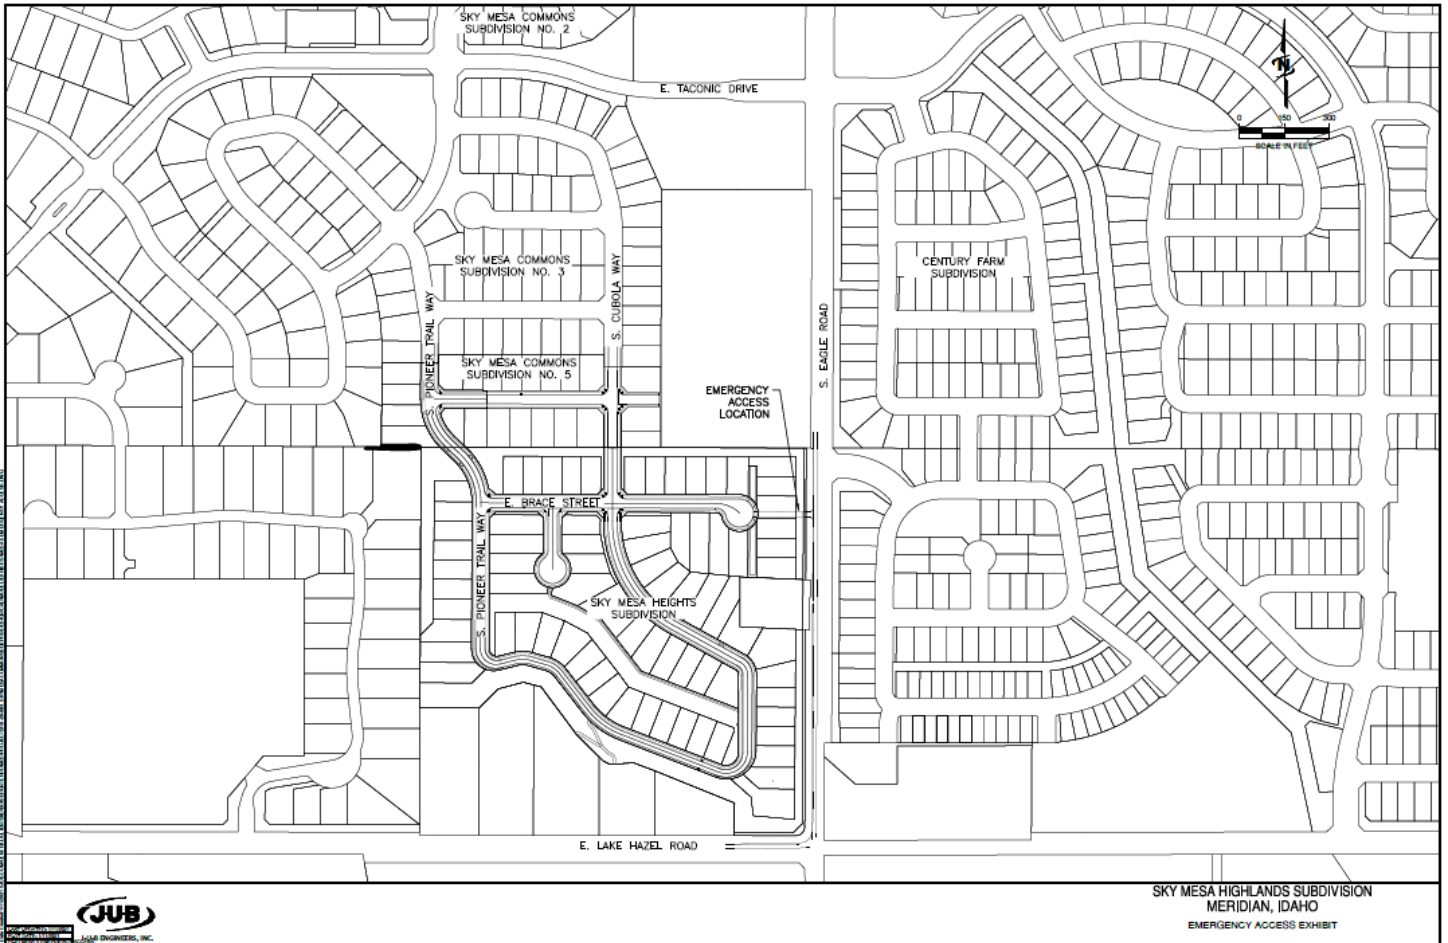 SKY MESA COMMONS
SUBDIVISION NO. 2
E. TACONIC DRIVE
N
0 150 300
SCALE IN FEET
SKY MESA COMMONS
SUBDIVISION NO. 3
CENTURY FARM
SUBDIVISION
S. CUBOLA WAY
S. PIONEER TRAIL WAY
S. EAGLE ROAD
SKY MESA COMMONS
SUBDIVISION NO. 5
EMERGENCY
ACCESS
LOCATION
E. BRACE STREET
S. PIONEER TRAIL WAY
SKY MESA HEIGHTS
SUBDIVISION
E. LAKE HAZEL ROAD
SKY MESA HIGHLANDS SUBDIVISION
MERIDIAN, IDAHO
EMERGENCY ACCESS EXHIBIT
JUB
J-U-B ENGINEERS, INC.